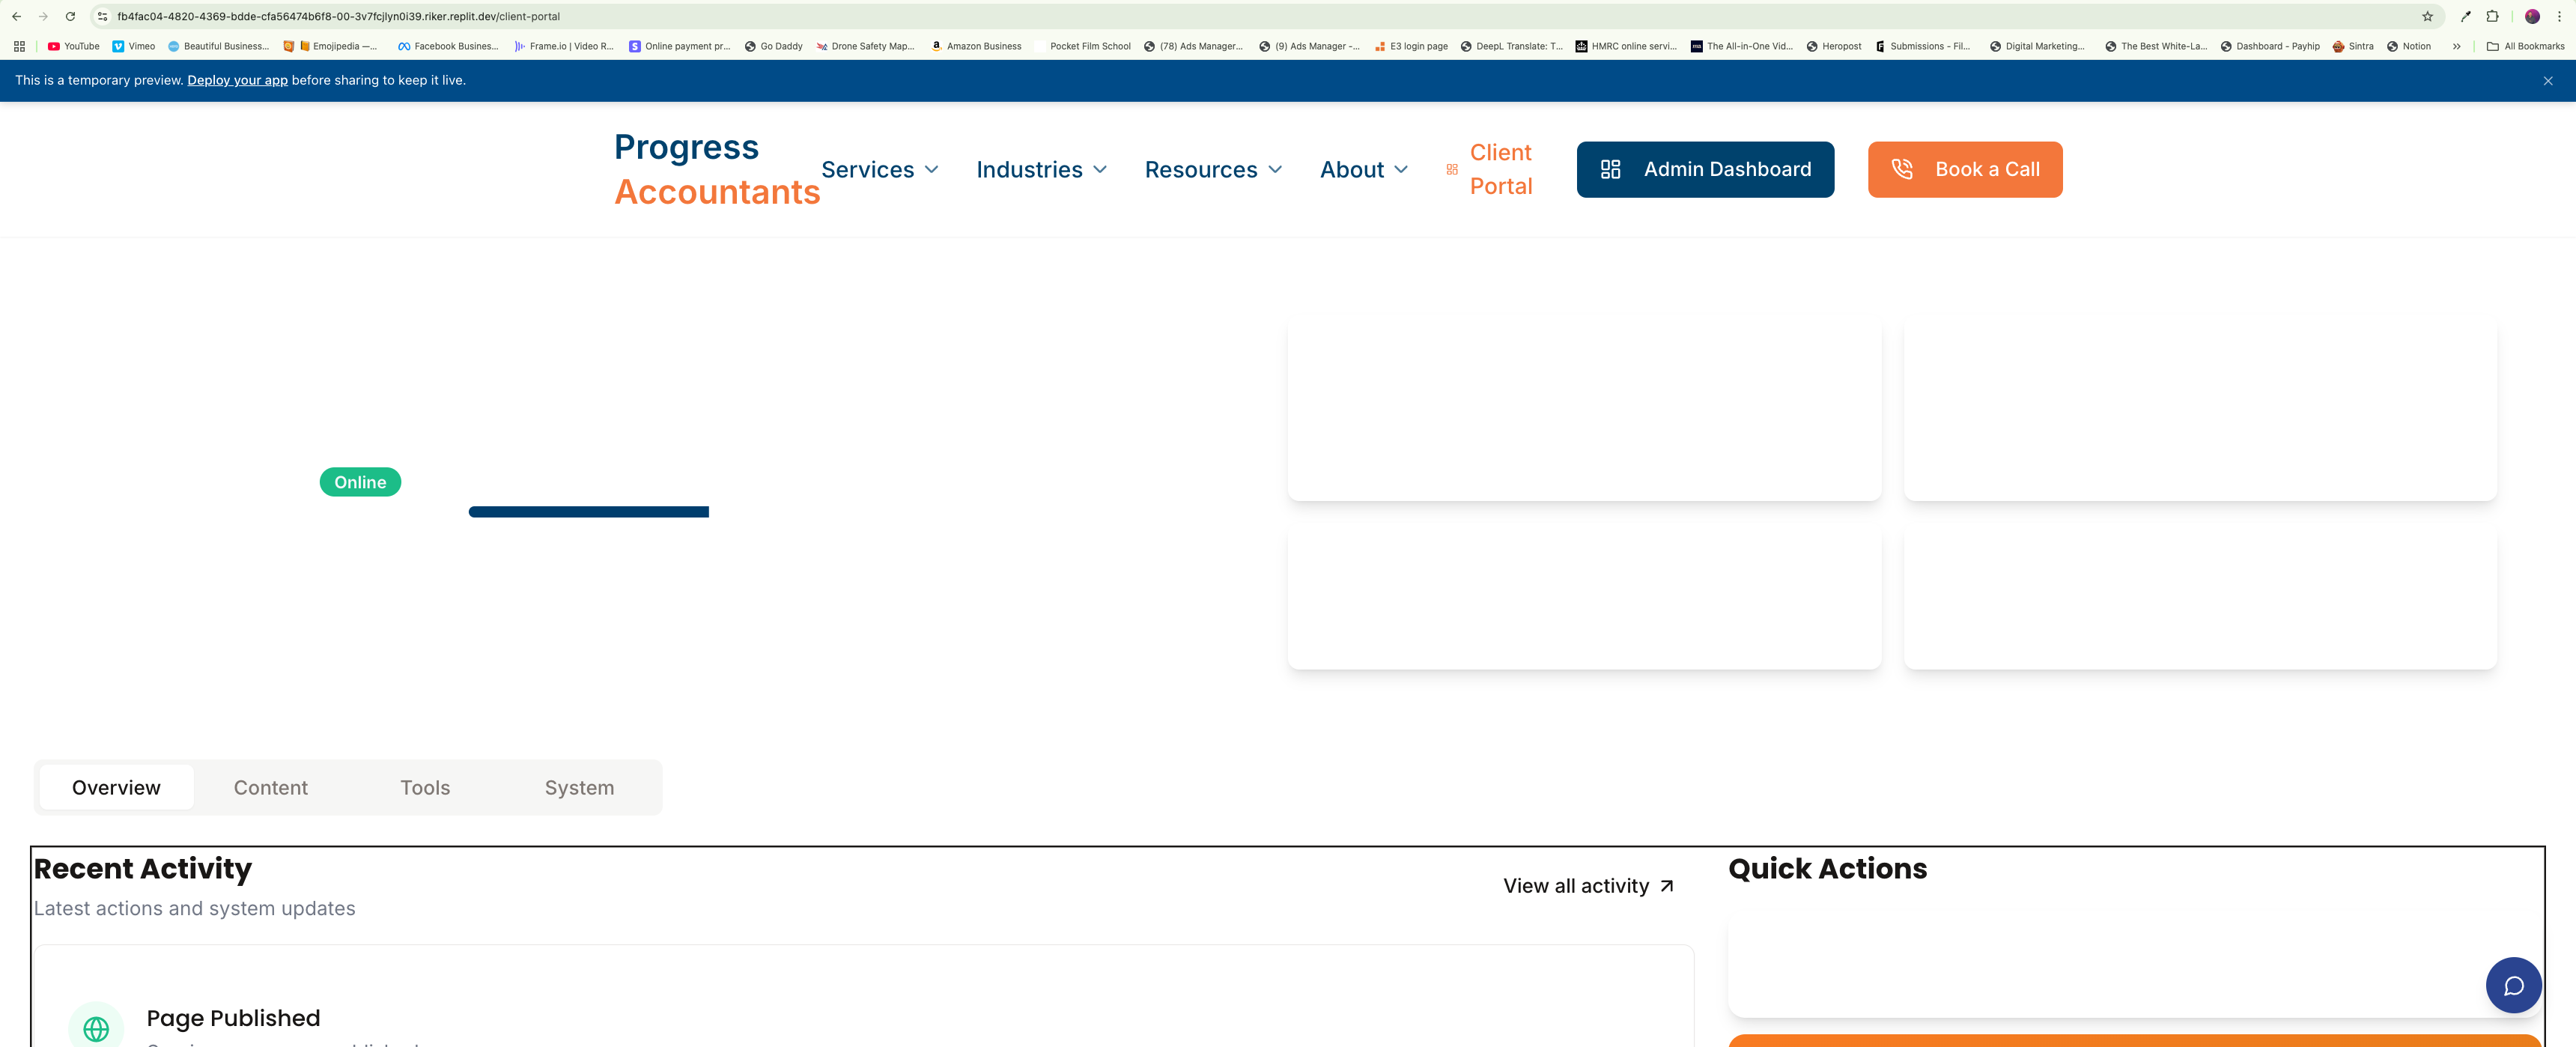 fb4fac04-4820-4369-bdde-cfa56474b6f8-00-3v7fcjlyn0i39.riker.replit.dev/client-portal
YouTube Vimeo Beautiful Business... Emojipedia —... Facebook Busines... Frame.io | Video R... Online payment pr... Go Daddy Drone Safety Map... Amazon Business Pocket Film School (78) Ads Manager... (9) Ads Manager -... E3 login page DeepL Translate: T... HMRC online servi... The All-in-One Vid... Heropost Submissions - Fil... Digital Marketing... The Best White-La... Dashboard - Payhip Sintra Notion All Bookmarks
This is a temporary preview. Deploy your app before sharing to keep it live.
Progress
Accountants
Services Industries Resources About
Client
Portal
Admin Dashboard
Book a Call
Online
Overview Content Tools System
Recent Activity
Latest actions and system updates
View all activity
Quick Actions
Page Published